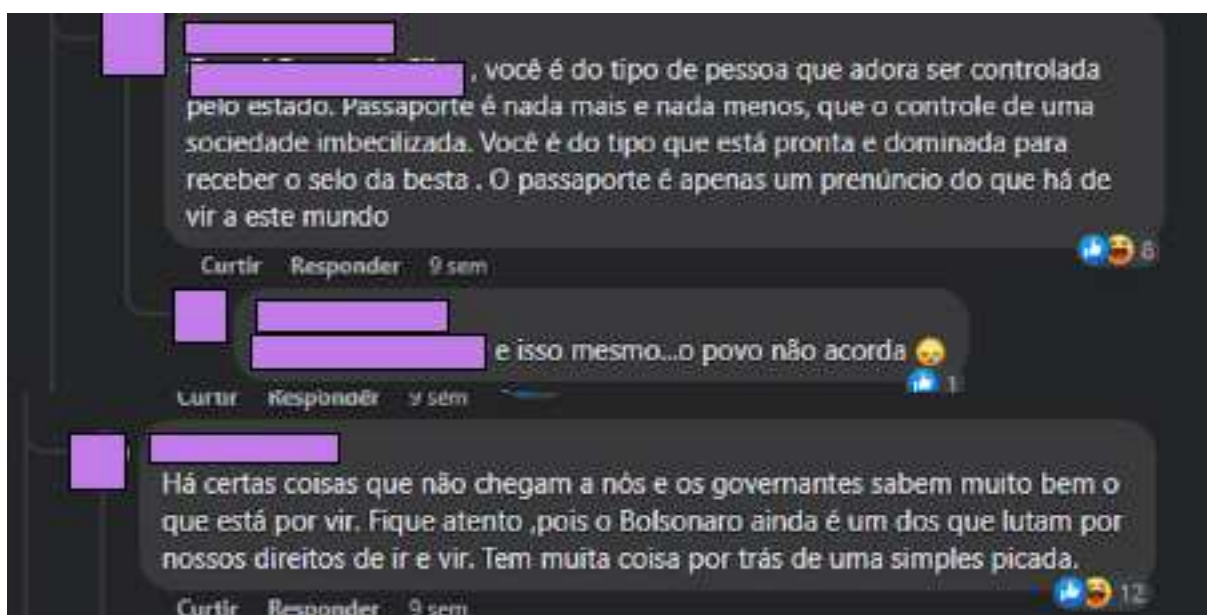 , você é do tipo de pessoa que adora ser controlada
pelo estado. Passaporte é nada mais e nada menos, que o controle de uma
sociedade imbecilizada. Você é do tipo que está pronta e dominada para
receber o selo da besta . O passaporte é apenas um prenúncio do que há de
vir a este mundo
8
Curtir Responder 9 sem
e isso mesmo...o povo não acorda
1
Curtir Responder 9 sem
Há certas coisas que não chegam a nós e os governantes sabem muito bem o
que está por vir. Fique atento ,pois o Bolsonaro ainda é um dos que lutam por
nossos direitos de ir e vir. Tem muita coisa por trás de uma simples picada.
12
Curtir Responder 9 sem